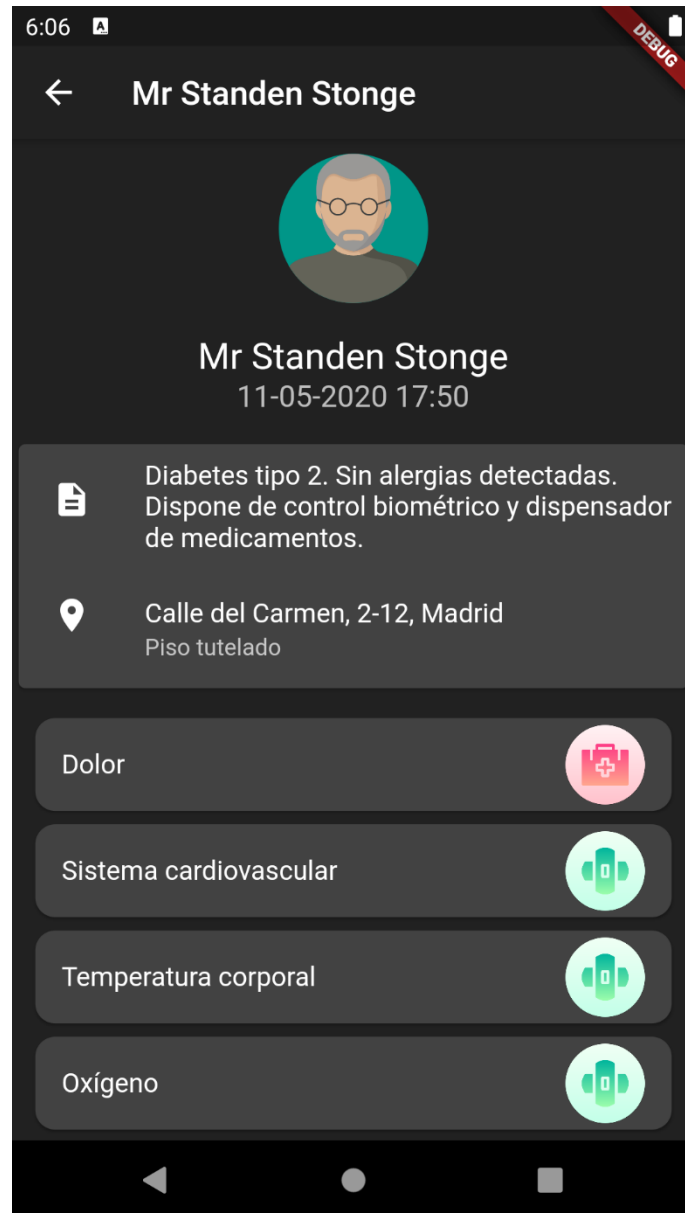 6:06
A
DEBUG
Mr Standen Stonge
Mr Standen Stonge
11-05-2020 17:50
Diabetes tipo 2. Sin alergias detectadas.
Dispone de control biométrico y dispensador
de medicamentos.
Calle del Carmen, 2-12, Madrid
Piso tutelado
Dolor
Sistema cardiovascular
Temperatura corporal
Oxígeno